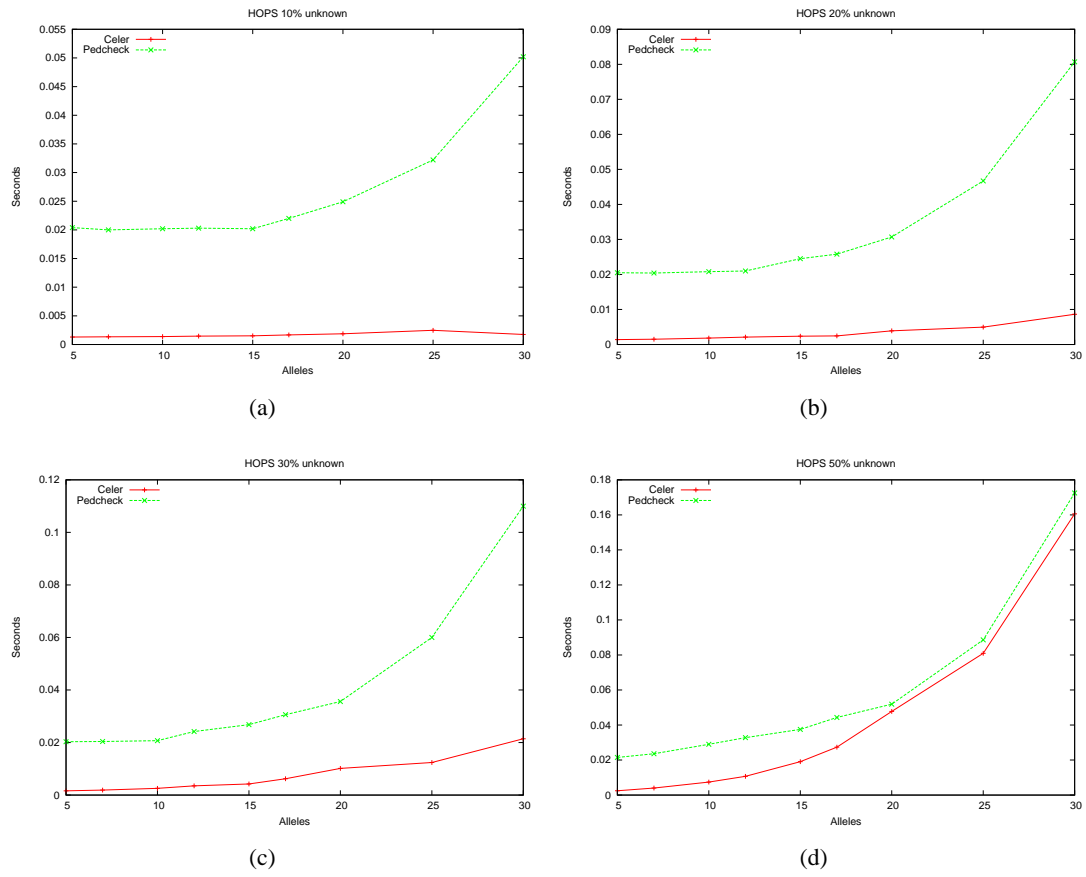 HOPS 10% unknown
Celer
Pedcheck
0.055
0.05
0.045
0.04
0.035
0.03
0.025
0.02
0.015
0.01
0.005
0
Seconds
5
10
15
20
25
30
Alleles
(a)
HOPS 20% unknown
Celer
Pedcheck
0.09
0.08
0.07
0.06
0.05
0.04
0.03
0.02
0.01
0
Seconds
5
10
15
20
25
30
Alleles
(b)
HOPS 30% unknown
Celer
Pedcheck
0.12
0.1
0.08
0.06
0.04
0.02
0
Seconds
5
10
15
20
25
30
Alleles
(c)
HOPS 50% unknown
Celer
Pedcheck
0.18
0.16
0.14
0.12
0.1
0.08
0.06
0.04
0.02
0
Seconds
5
10
15
20
25
30
Alleles
(d)